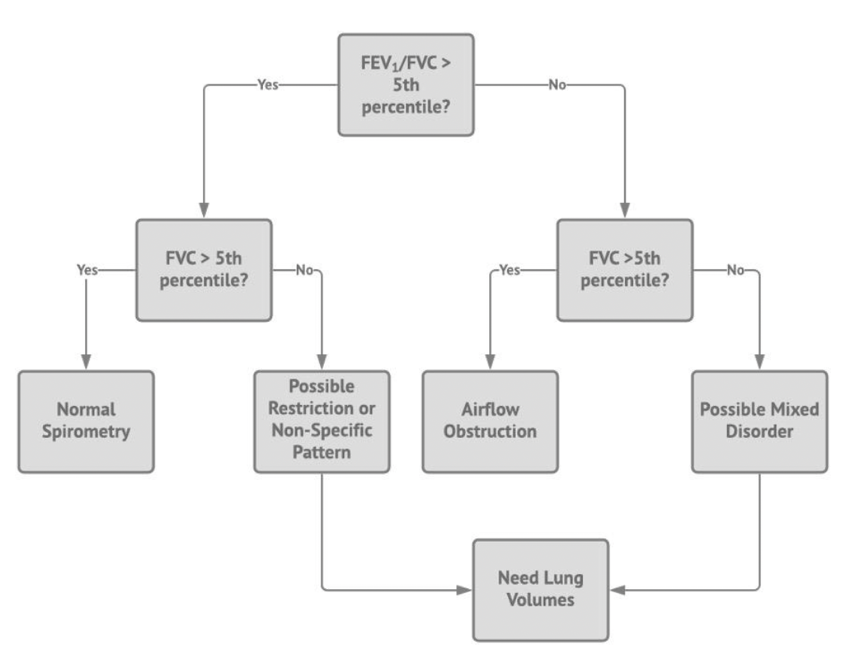 FEV₁/FVC >
5th
percentile?
Yes
No
FVC > 5th
percentile?
FVC >5th
percentile?
Yes
No
Yes
No
Normal
Spirometry
Possible
Restriction or
Non-Specific
Pattern
Airflow
Obstruction
Possible Mixed
Disorder
Need Lung
Volumes